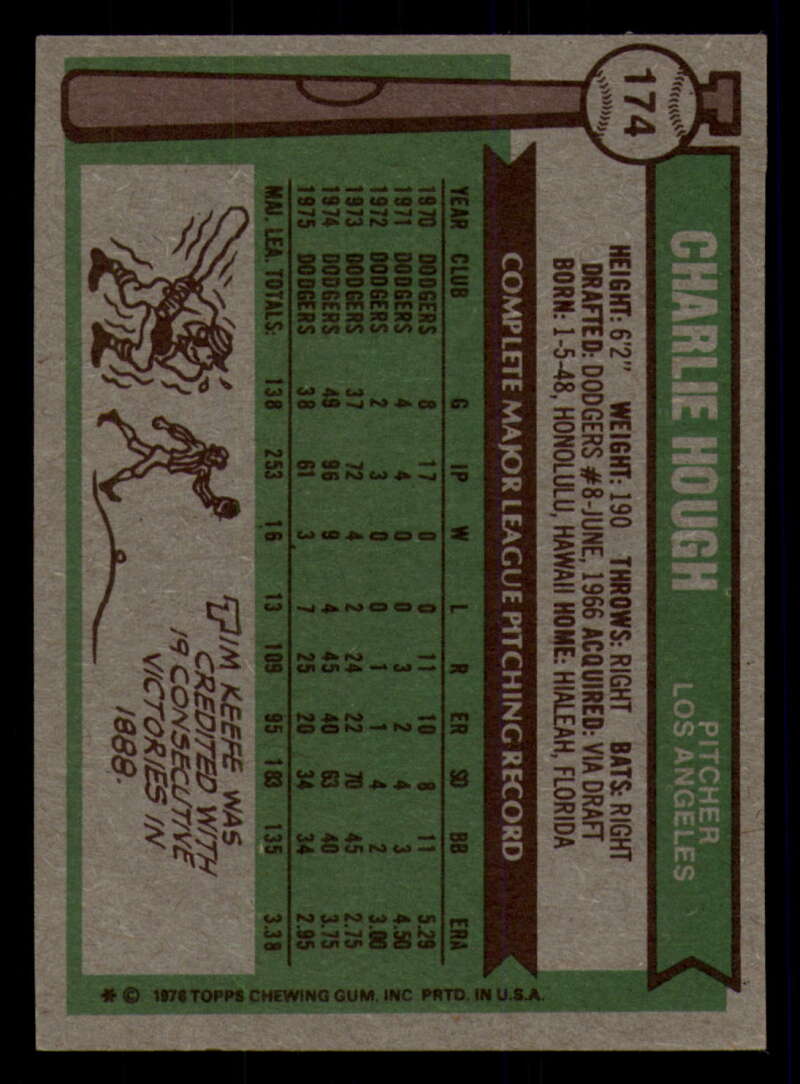 174
CHARLIE HOUGH
PITCHER
LOS ANGELES
HEIGHT: 6'2" WEIGHT: 190 THROWS: RIGHT BATS: RIGHT
DRAFTED: DODGERS #8-JUNE, 1966 ACQUIRED: VIA DRAFT
BORN: 1-5-48, HONOLULU, HAWAII HOME: HIALEAH, FLORIDA
COMPLETE MAJOR LEAGUE PITCHING RECORD
YEAR CLUB G IP W L R ER SO BB ERA
1970 DODGERS 8 17 0 0 11 10 8 11 5.29
1971 DODGERS 4 4 0 0 3 2 4 3 4.50
1972 DODGERS 2 3 0 0 1 1 4 2 3.00
1973 DODGERS 37 72 4 2 24 22 70 45 2.75
1974 DODGERS 49 96 9 4 45 40 63 40 3.75
1975 DODGERS 38 61 3 7 25 20 34 34 2.95
MAJ. LEA. TOTALS: 138 253 16 13 109 95 183 135 3.38
TIM KEEFE WAS
CREDITED WITH
19 CONSECUTIVE
VICTORIES IN
1888.
* © 1976 TOPPS CHEWING GUM, INC. PRTD. IN U.S.A.